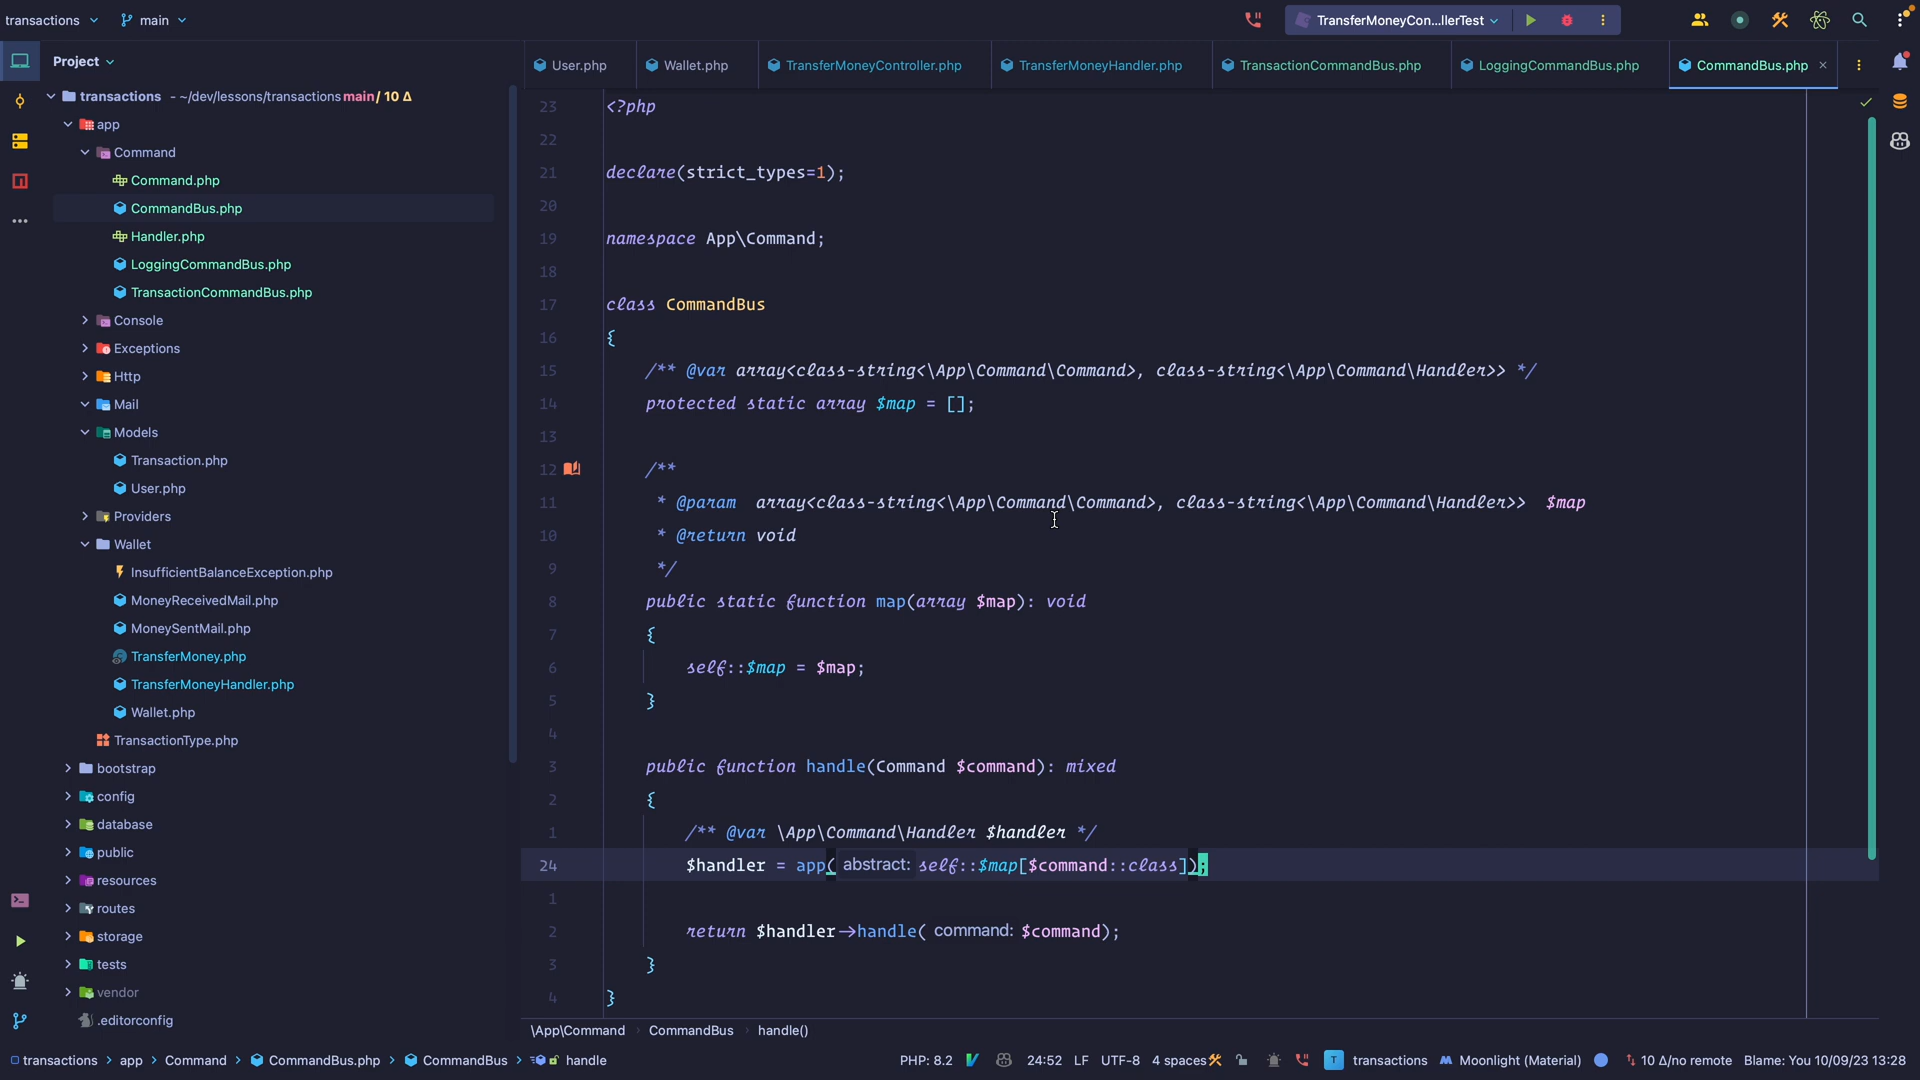 transactions
main
TransferMoneyCon...llerTest
Project
User.php
Wallet.php
TransferMoneyController.php
TransferMoneyHandler.php
TransactionCommandBus.php
LoggingCommandBus.php
CommandBus.php
transactions - ~/dev/lessons/transactions main / 10 Δ
app
Command
Command.php
CommandBus.php
Handler.php
LoggingCommandBus.php
TransactionCommandBus.php
Console
Exceptions
Http
Mail
Models
Transaction.php
User.php
Providers
Wallet
InsufficientBalanceException.php
MoneyReceivedMail.php
MoneySentMail.php
TransferMoney.php
TransferMoneyHandler.php
Wallet.php
TransactionType.php
bootstrap
config
database
public
resources
routes
storage
tests
vendor
.editorconfig
23 <?php
22
21 declare(strict_types=1);
20
19 namespace App\Command;
18
17 class CommandBus
16 {
15 /** @var array<class-string<\App\Command\Command>, class-string<\App\Command\Handler>> */
14 protected static array $map = [];
13
12 /**
11 * @param array<class-string<\App\Command\Command>, class-string<\App\Command\Handler>> $map
10 * @return void
9 */
8 public static function map(array $map): void
7 {
6 self::$map = $map;
5 }
4
3 public function handle(Command $command): mixed
2 {
1 /** @var \App\Command\Handler $handler */
24 $handler = app( abstract: self::$map[$command::class]);
1
2 return $handler->handle( command: $command);
3 }
4 }
\App\Command › CommandBus › handle()
transactions › app › Command › CommandBus.php › CommandBus › handle
PHP: 8.2
24:52
LF
UTF-8
4 spaces
T transactions
Moonlight (Material)
10 Δ/no remote
Blame: You 10/09/23 13:28